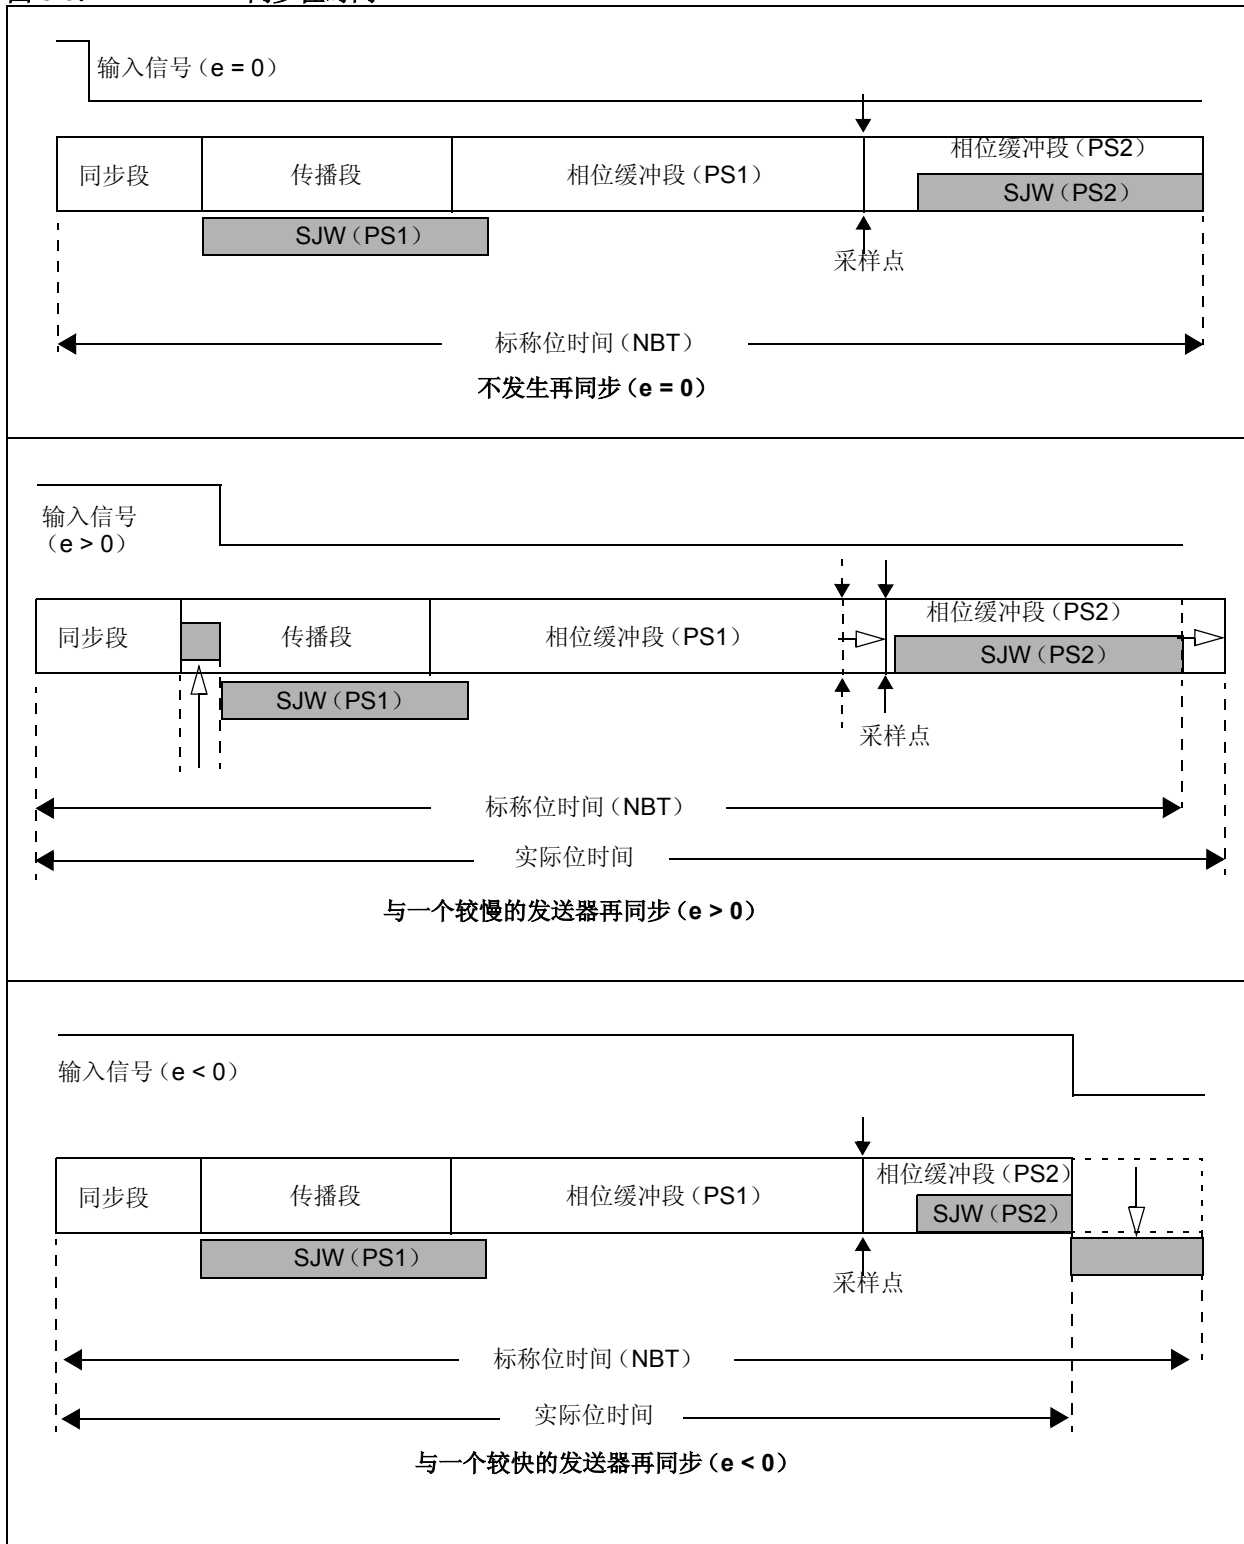 输入信号（e = 0）
同步段
传播段
相位缓冲段（PS1）
相位缓冲段（PS2）
SJW（PS2）
SJW（PS1）
采样点
标称位时间（NBT）
不发生再同步（e = 0）
输入信号
（e > 0）
同步段
传播段
相位缓冲段（PS1）
相位缓冲段（PS2）
SJW（PS2）
SJW（PS1）
采样点
标称位时间（NBT）
实际位时间
与一个较慢的发送器再同步（e > 0）
输入信号（e < 0）
同步段
传播段
相位缓冲段（PS1）
相位缓冲段（PS2）
SJW（PS2）
SJW（PS1）
采样点
标称位时间（NBT）
实际位时间
与一个较快的发送器再同步（e < 0）